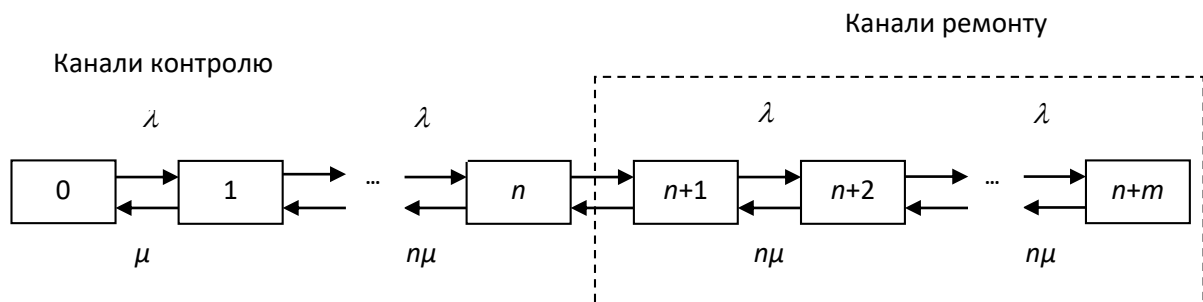 Канали ремонту
Канали контролю
λ λ λ λ
0 1 ... n n+1 n+2 ... n+m
μ nμ nμ nμ